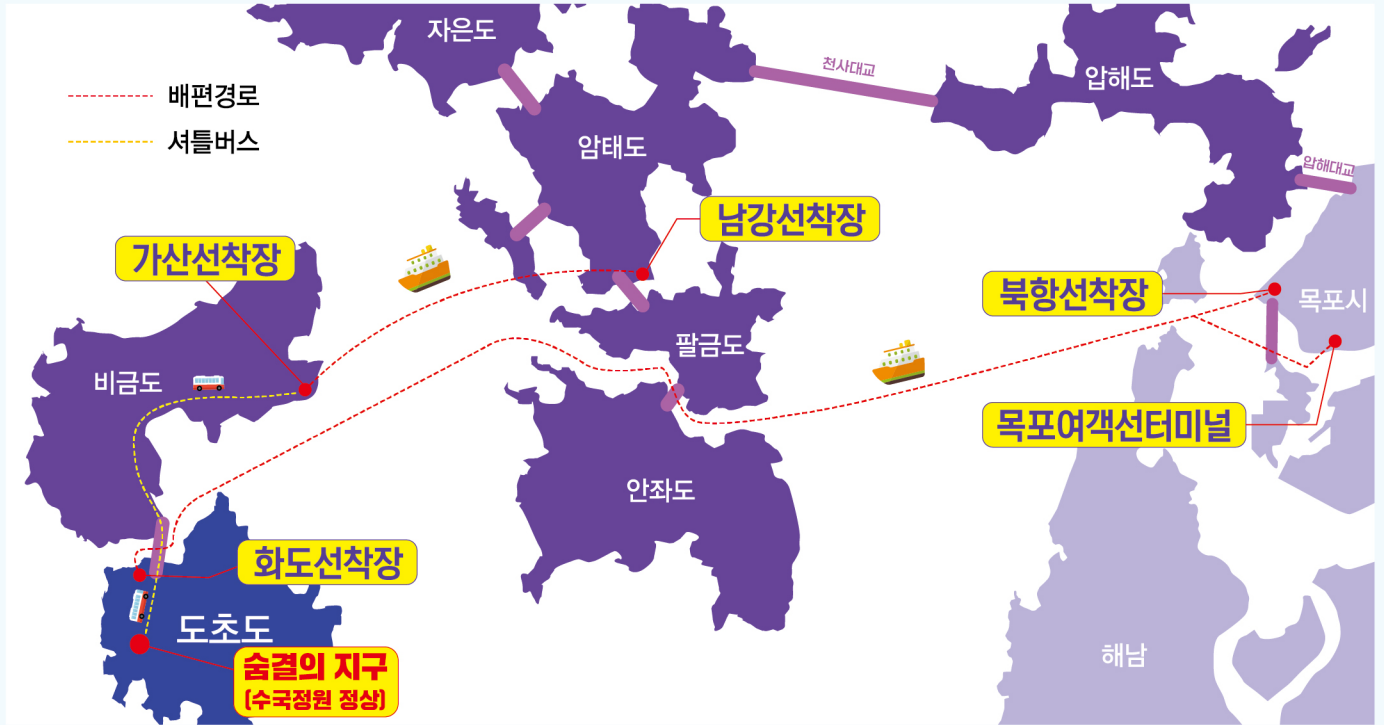 자은도
천사대교
압해도
배편경로
셔틀버스
암태도
압해대교
남강선착장
가산선착장
북항선착장
목포시
팔금도
비금도
목포여객선터미널
안좌도
화도선착장
도초도
해남
숨결의 지구
(수국정원 정상)